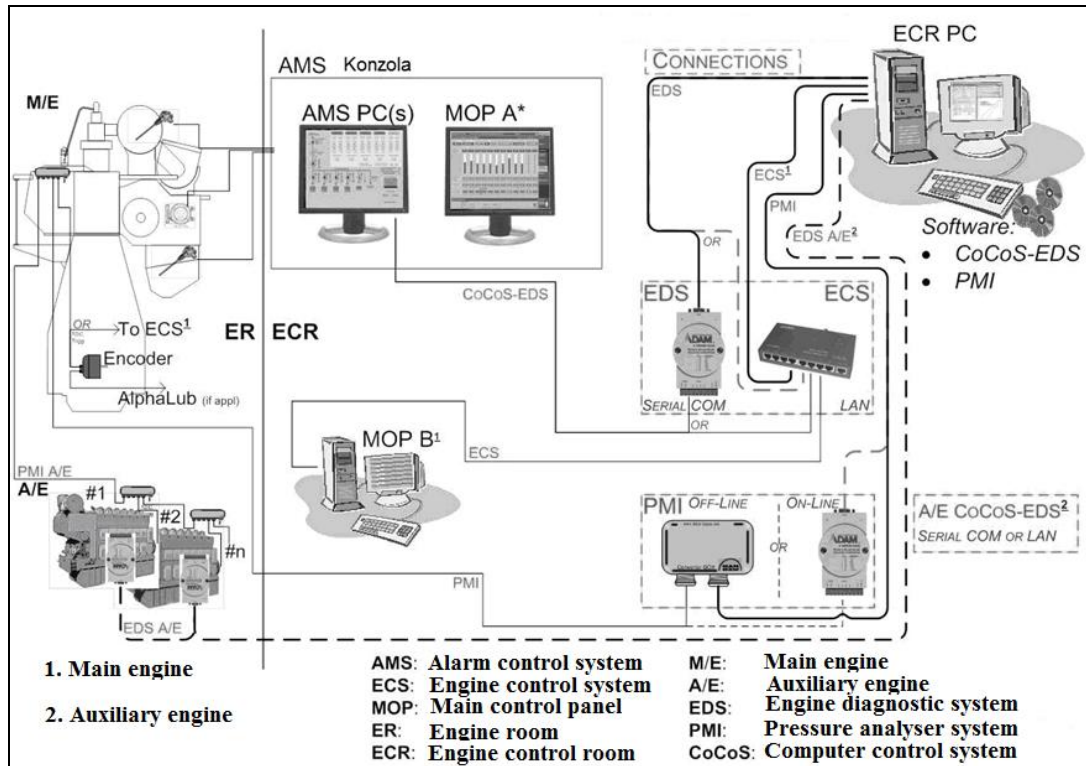 AMS Konzola
AMS PC(s)
MOP A*
M/E
CONNECTIONS
EDS
ECR PC
ECS1
PMI
EDS A/E2
OR
Software:
• CoCoS-EDS
• PMI
CoCoS-EDS
EDS
ECS
ADAM
SERIAL COM
LAN
OR
OR
To ECS1
ER ECR
Encoder
AlphaLub (if appl)
MOP B1
ECS
PMI A/E
A/E
#1
#2
#n
PMI
EDS A/E
PMI OFF-LINE
ON-LINE
OR
ADAM
A/E CoCoS-EDS2
SERIAL COM OR LAN
1. Main engine
2. Auxiliary engine
AMS: Alarm control system
ECS: Engine control system
MOP: Main control panel
ER: Engine room
ECR: Engine control room
M/E: Main engine
A/E: Auxiliary engine
EDS: Engine diagnostic system
PMI: Pressure analyser system
CoCoS: Computer control system